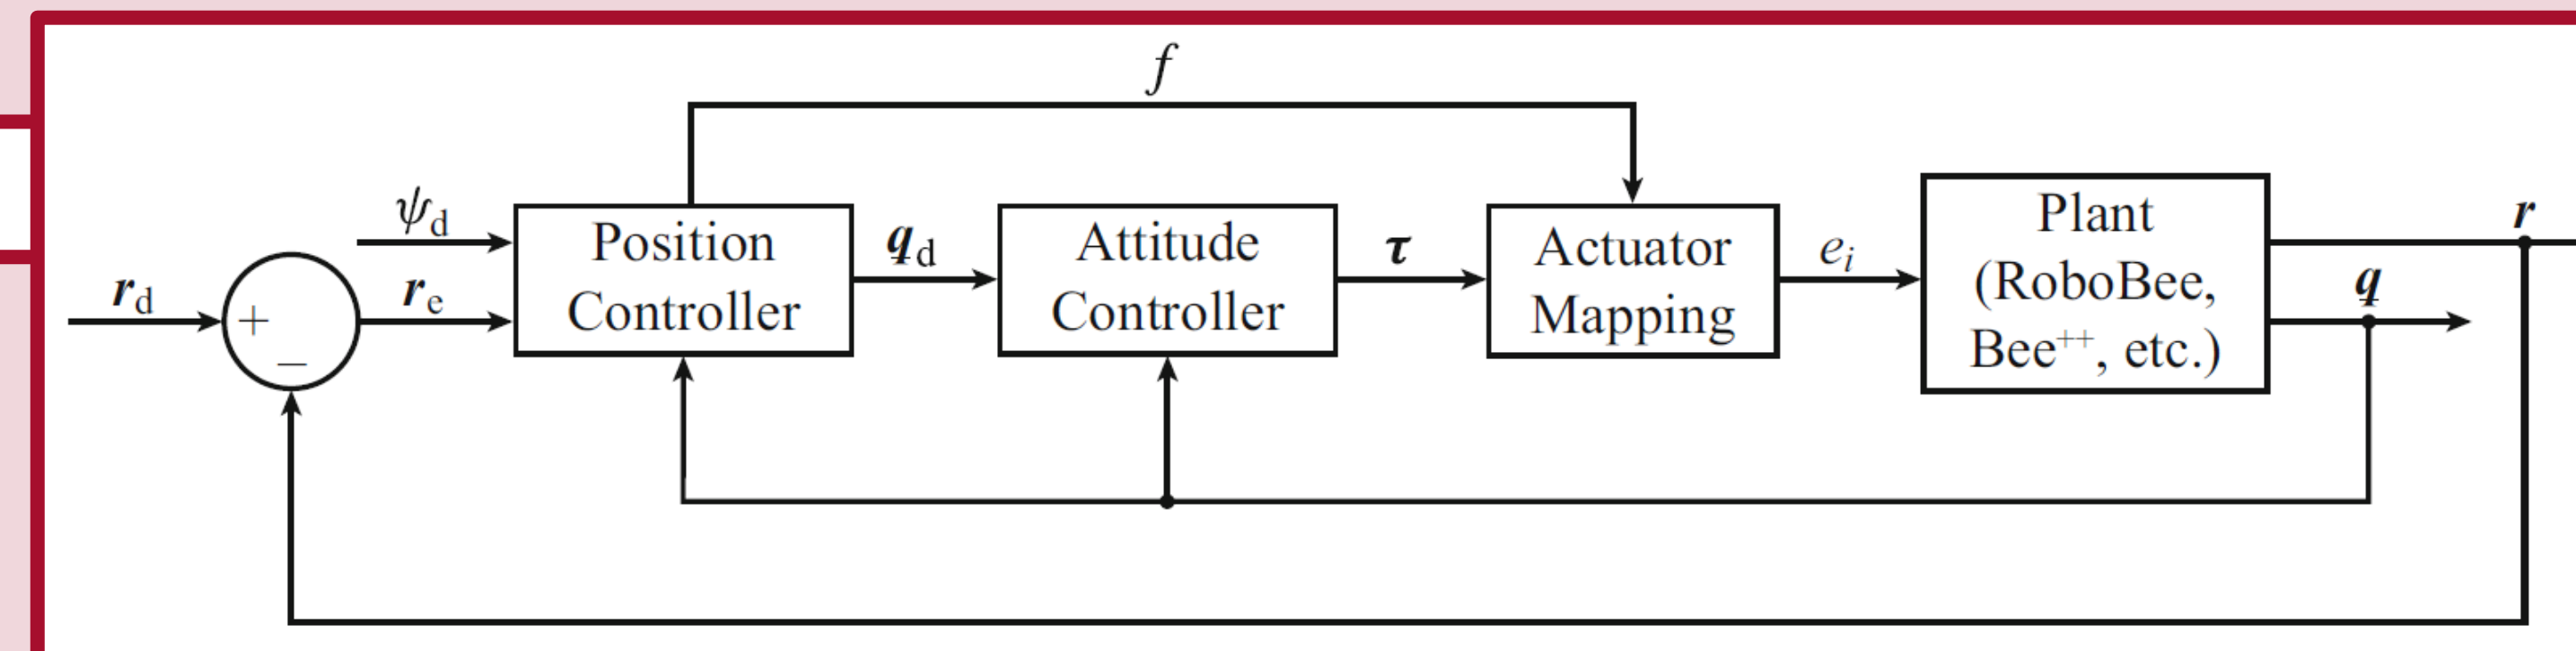 f
ψd
rd
+
−
re
Position
Controller
qd
Attitude
Controller
τ
Actuator
Mapping
ei
Plant
(RoboBee,
Bee++, etc.)
r
q